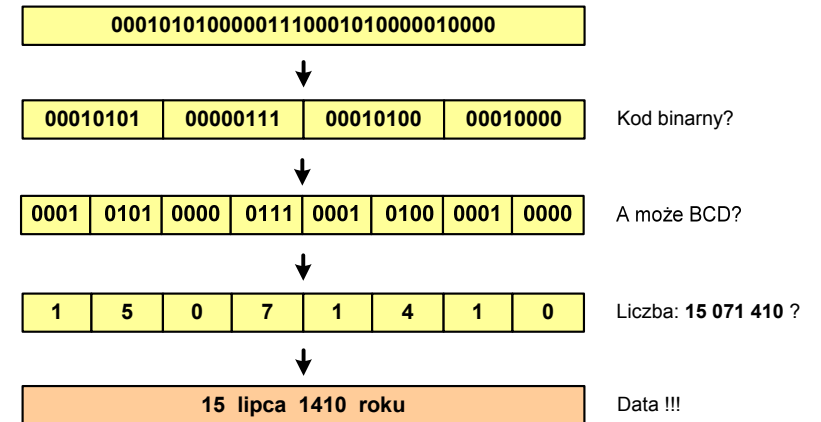 00010101000001110001010000010000
00010101 00000111 00010100 00010000 Kod binarny?
0001 0101 0000 0111 0001 0100 0001 0000 A może BCD?
1 5 0 7 1 4 1 0 Liczba: 15 071 410 ?
15 lipca 1410 roku Data !!!